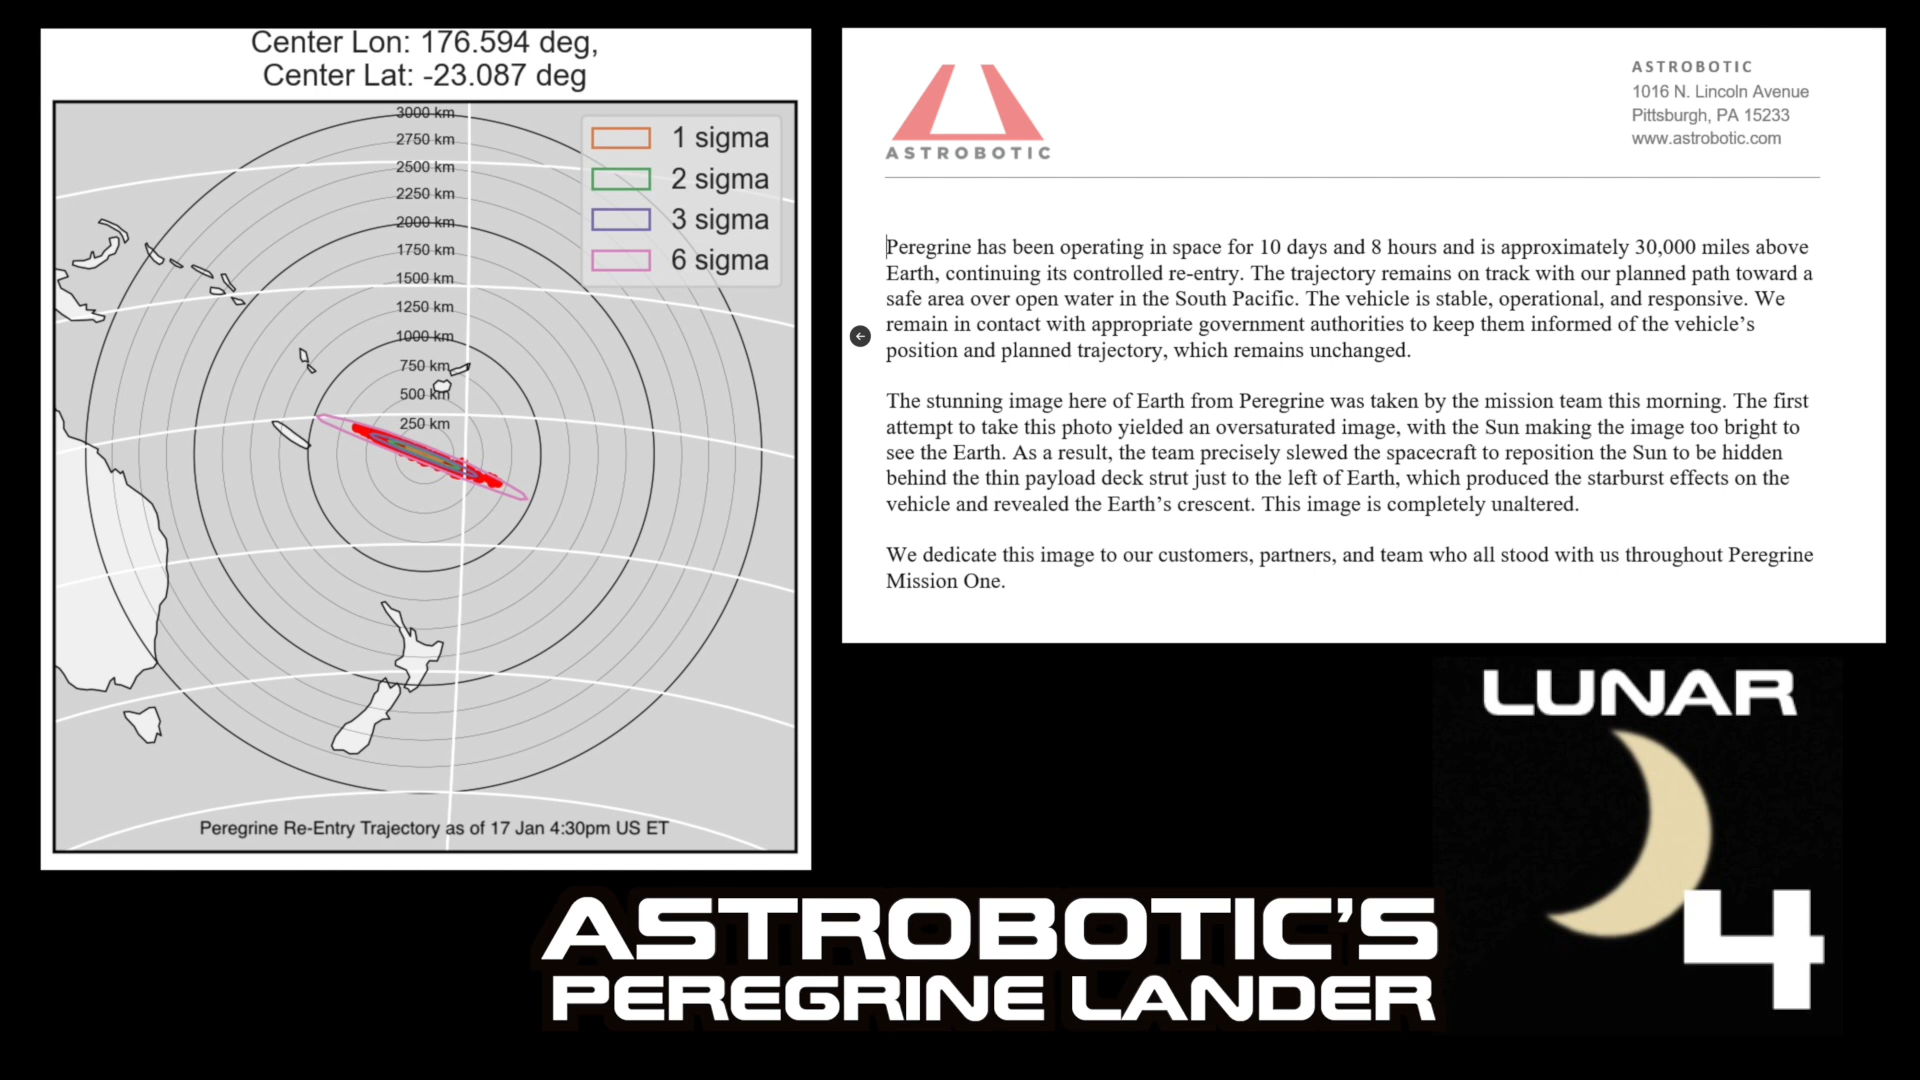 Center Lon: 176.594 deg,
Center Lat: -23.087 deg
3000 km
2750 km
2500 km
2250 km
2000 km
1750 km
1500 km
1250 km
1000 km
750 km
500 km
250 km
1 sigma
2 sigma
3 sigma
6 sigma
Peregrine Re-Entry Trajectory as of 17 Jan 4:30pm US ET
ASTROBOTIC
ASTROBOTIC
1016 N. Lincoln Avenue
Pittsburgh, PA 15233
www.astrobotic.com
Peregrine has been operating in space for 10 days and 8 hours and is approximately 30,000 miles above
Earth, continuing its controlled re-entry. The trajectory remains on track with our planned path toward a
safe area over open water in the South Pacific. The vehicle is stable, operational, and responsive. We
remain in contact with appropriate government authorities to keep them informed of the vehicle’s
position and planned trajectory, which remains unchanged.
The stunning image here of Earth from Peregrine was taken by the mission team this morning. The first
attempt to take this photo yielded an oversaturated image, with the Sun making the image too bright to
see the Earth. As a result, the team precisely slewed the spacecraft to reposition the Sun to be hidden
behind the thin payload deck strut just to the left of Earth, which produced the starburst effects on the
vehicle and revealed the Earth’s crescent. This image is completely unaltered.
We dedicate this image to our customers, partners, and team who all stood with us throughout Peregrine
Mission One.
LUNAR
4
ASTROBOTIC’S
PEREGRINE LANDER